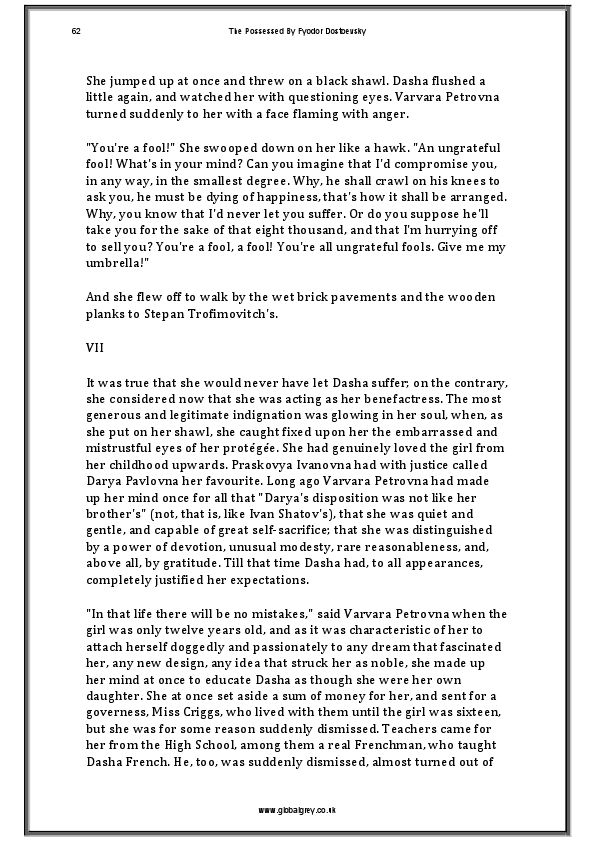 62
The Possessed By Fyodor Dostoevsky
She jumped up at once and threw on a black shawl. Dasha flushed a
little again, and watched her with questioning eyes. Varvara Petrovna
turned suddenly to her with a face flaming with anger.
"You're a fool!" She swooped down on her like a hawk. "An ungrateful
fool! What's in your mind? Can you imagine that I'd compromise you,
in any way, in the smallest degree. Why, he shall crawl on his knees to
ask you, he must be dying of happiness, that's how it shall be arranged.
Why, you know that I'd never let you suffer. Or do you suppose he'll
take you for the sake of that eight thousand, and that I'm hurrying off
to sell you? You're a fool, a fool! You're all ungrateful fools. Give me my
umbrella!"
And she flew off to walk by the wet brick pavements and the wooden
planks to Stepan Trofimovitch's.
VII
It was true that she would never have let Dasha suffer; on the contrary,
she considered now that she was acting as her benefactress. The most
generous and legitimate indignation was glowing in her soul, when, as
she put on her shawl, she caught fixed upon her the embarrassed and
mistrustful eyes of her protégée. She had genuinely loved the girl from
her childhood upwards. Praskovya Ivanovna had with justice called
Darya Pavlovna her favourite. Long ago Varvara Petrovna had made
up her mind once for all that "Darya's disposition was not like her
brother's" (not, that is, like Ivan Shatov's), that she was quiet and
gentle, and capable of great self-sacrifice; that she was distinguished
by a power of devotion, unusual modesty, rare reasonableness, and,
above all, by gratitude. Till that time Dasha had, to all appearances,
completely justified her expectations.
"In that life there will be no mistakes," said Varvara Petrovna when the
girl was only twelve years old, and as it was characteristic of her to
attach herself doggedly and passionately to any dream that fascinated
her, any new design, any idea that struck her as noble, she made up
her mind at once to educate Dasha as though she were her own
daughter. She at once set aside a sum of money for her, and sent for a
governess, Miss Criggs, who lived with them until the girl was sixteen,
but she was for some reason suddenly dismissed. Teachers came for
her from the High School, among them a real Frenchman, who taught
Dasha French. He, too, was suddenly dismissed, almost turned out of
www.globalgrey.co.uk